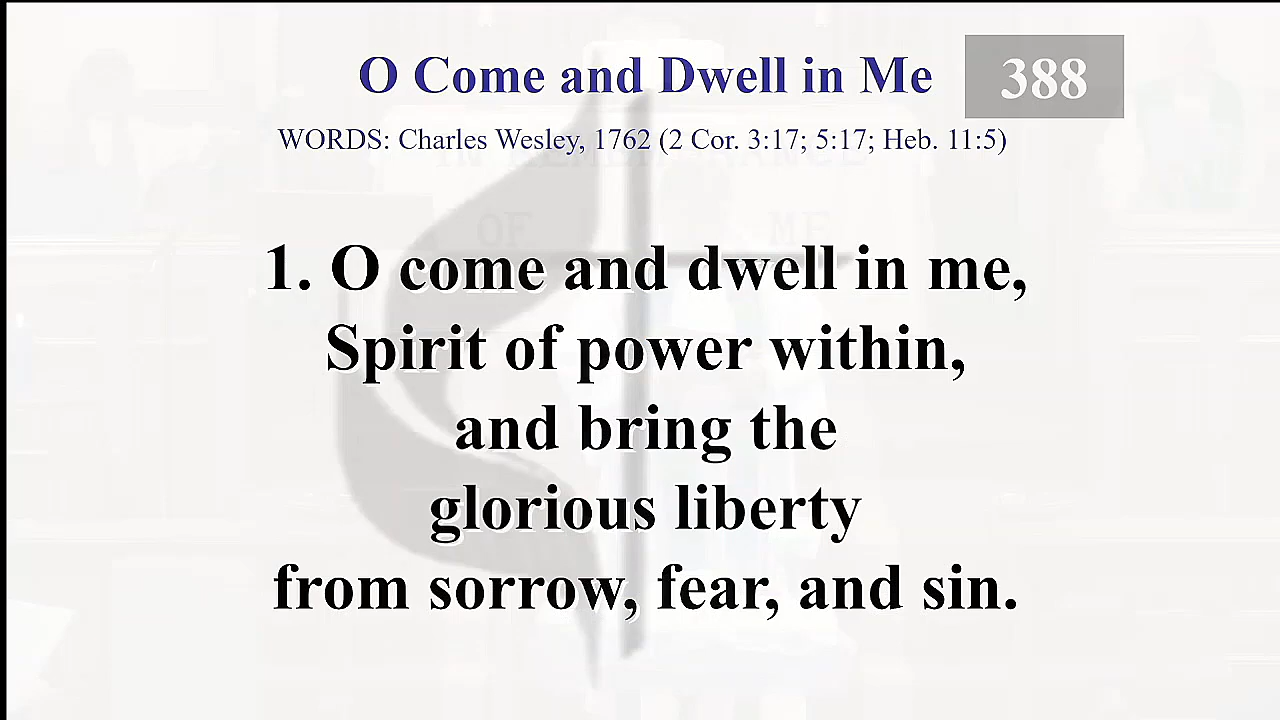 O Come and Dwell in Me 388
WORDS: Charles Wesley, 1762 (2 Cor. 3:17; 5:17; Heb. 11:5)
OF ME
1. O come and dwell in me,
Spirit of power within,
and bring the
glorious liberty
from sorrow, fear, and sin.